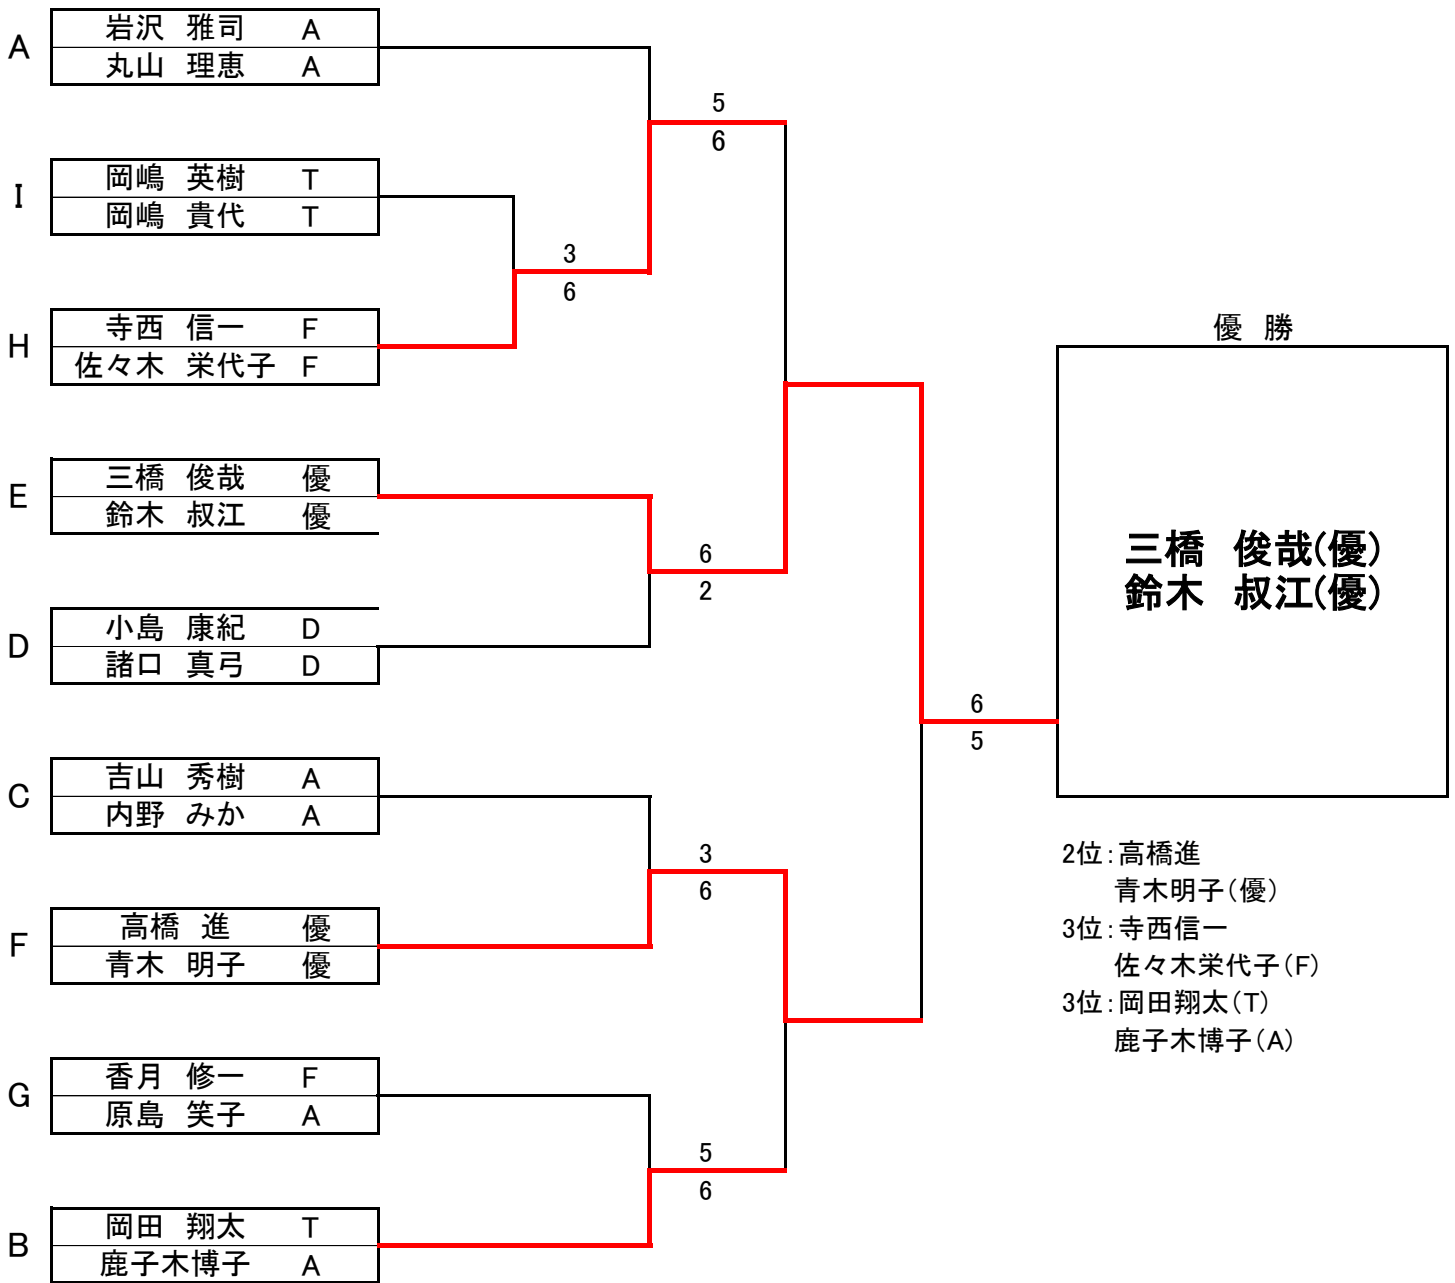 A
岩沢 雅司 A
丸山 理恵 A
5
6
I
岡嶋 英樹 T
岡嶋 貴代 T
3
6
H
寺西 信一 F
佐々木 栄代子 F
優 勝
E
三橋 俊哉 優
鈴木 叔江 優
6
2
三橋 俊哉(優)
鈴木 叔江(優)
D
小島 康紀 D
諸口 真弓 D
6
5
C
吉山 秀樹 A
内野 みか A
3
6
2位:高橋進
青木明子(優)
3位:寺西信一
佐々木栄代子(F)
3位:岡田翔太(T)
鹿子木博子(A)
F
高橋 進 優
青木 明子 優
G
香月 修一 F
原島 笑子 A
5
6
B
岡田 翔太 T
鹿子木博子 A